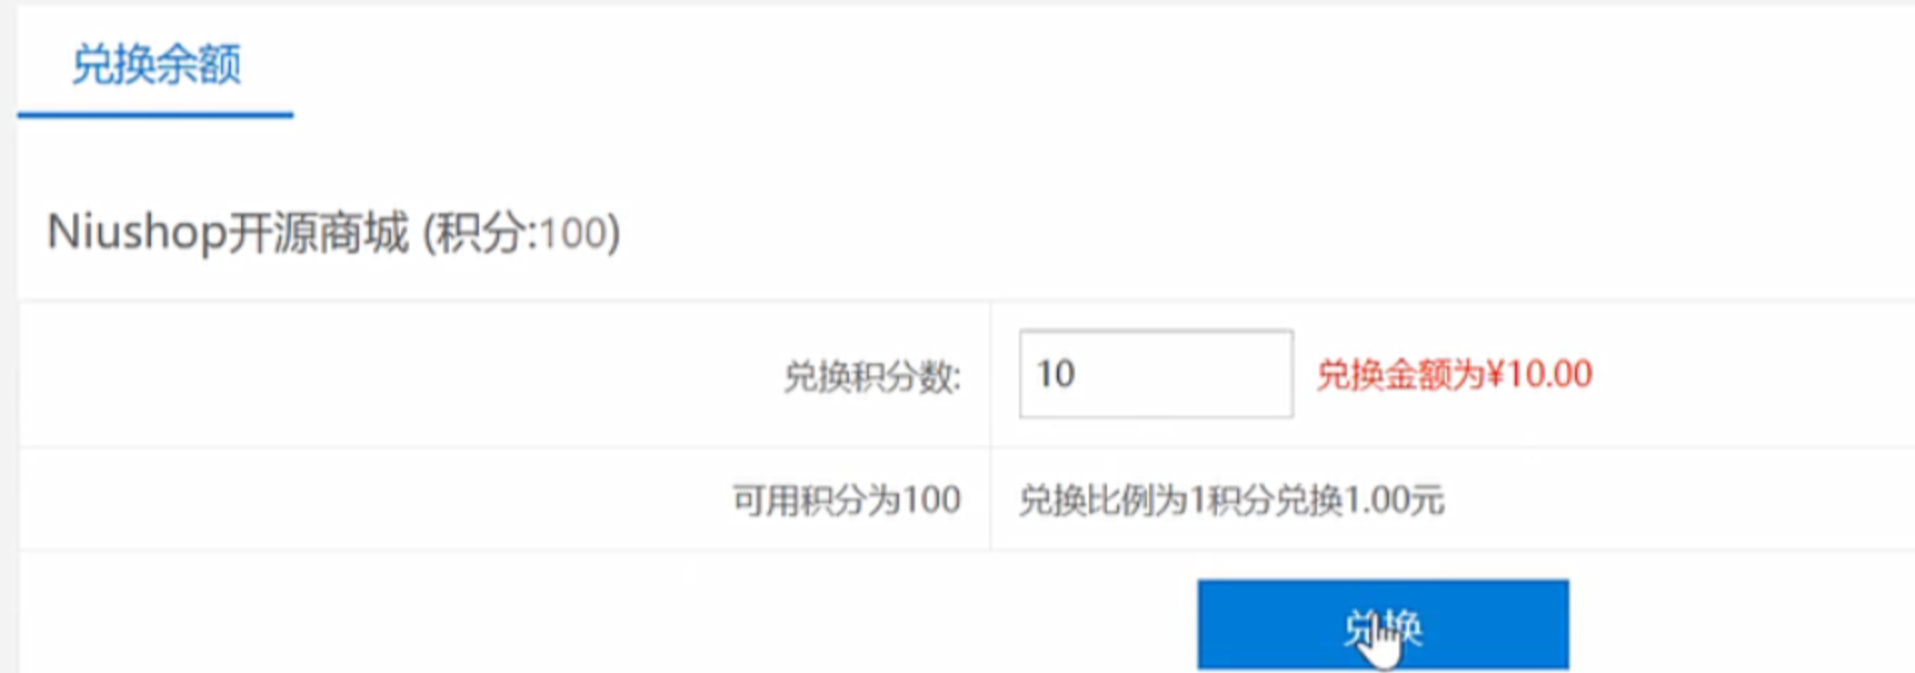 兑换余额
Niushop开源商城 (积分:100)
兑换积分数: 10 兑换金额为¥10.00
可用积分为100 兑换比例为1积分兑换1.00元
兑换